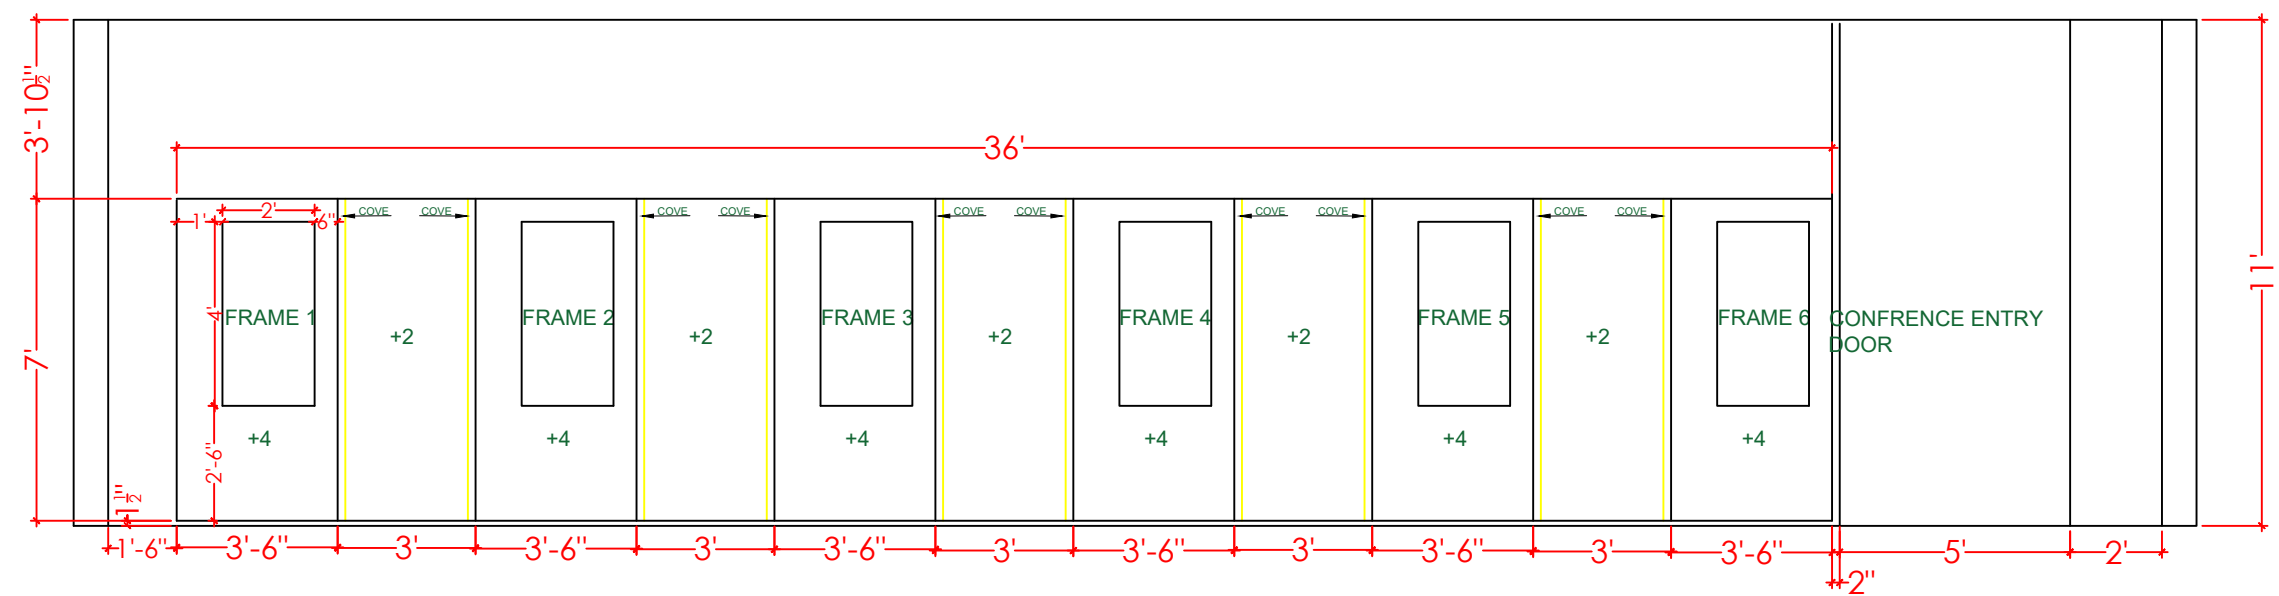 3'-10½"
36'
11'
1'
2'
6"
COVE COVE COVE COVE COVE COVE COVE COVE COVE COVE
4'
FRAME 1 FRAME 2 FRAME 3 FRAME 4 FRAME 5 FRAME 6
CONFRENCE ENTRY
DOOR
+2 +2 +2 +2 +2
7'
+4 +4 +4 +4 +4 +4
2'-6"
1½"
1'-6" 3'-6" 3' 3'-6" 3' 3'-6" 3' 3'-6" 3' 3'-6" 3' 3'-6" 5' 2'
2"